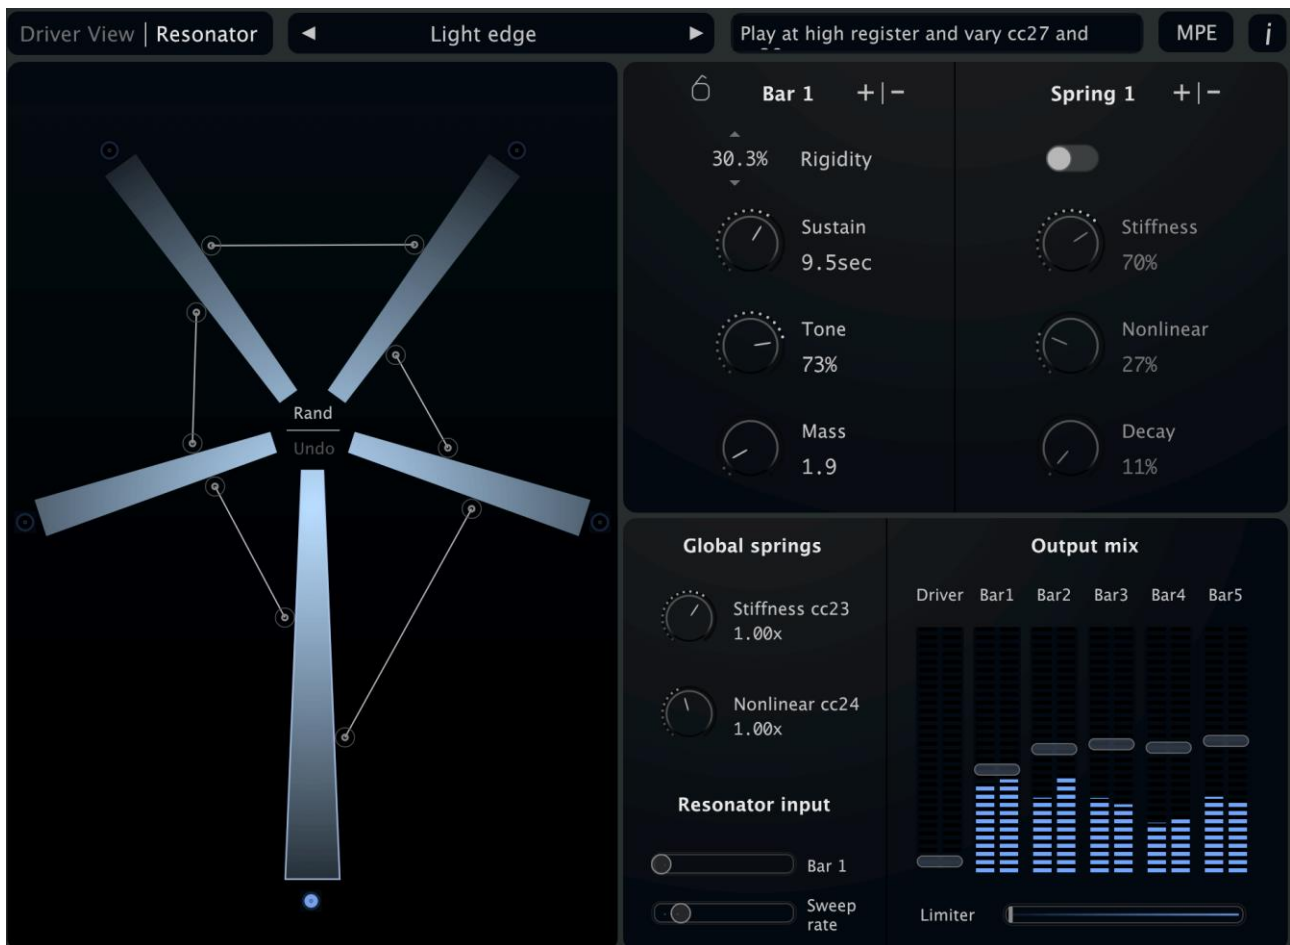 Driver View | Resonator
◀ Light edge ▶
Play at high register and vary cc27 and
MPE
i
Rand
Undo
Bar 1 + | −
30.3% Rigidity
Sustain
9.5sec
Tone
73%
Mass
1.9
Spring 1 + | −
Stiffness
70%
Nonlinear
27%
Decay
11%
Global springs
Stiffness cc23
1.00x
Nonlinear cc24
1.00x
Resonator input
Bar 1
Sweep
rate
Output mix
Driver Bar1 Bar2 Bar3 Bar4 Bar5
Limiter